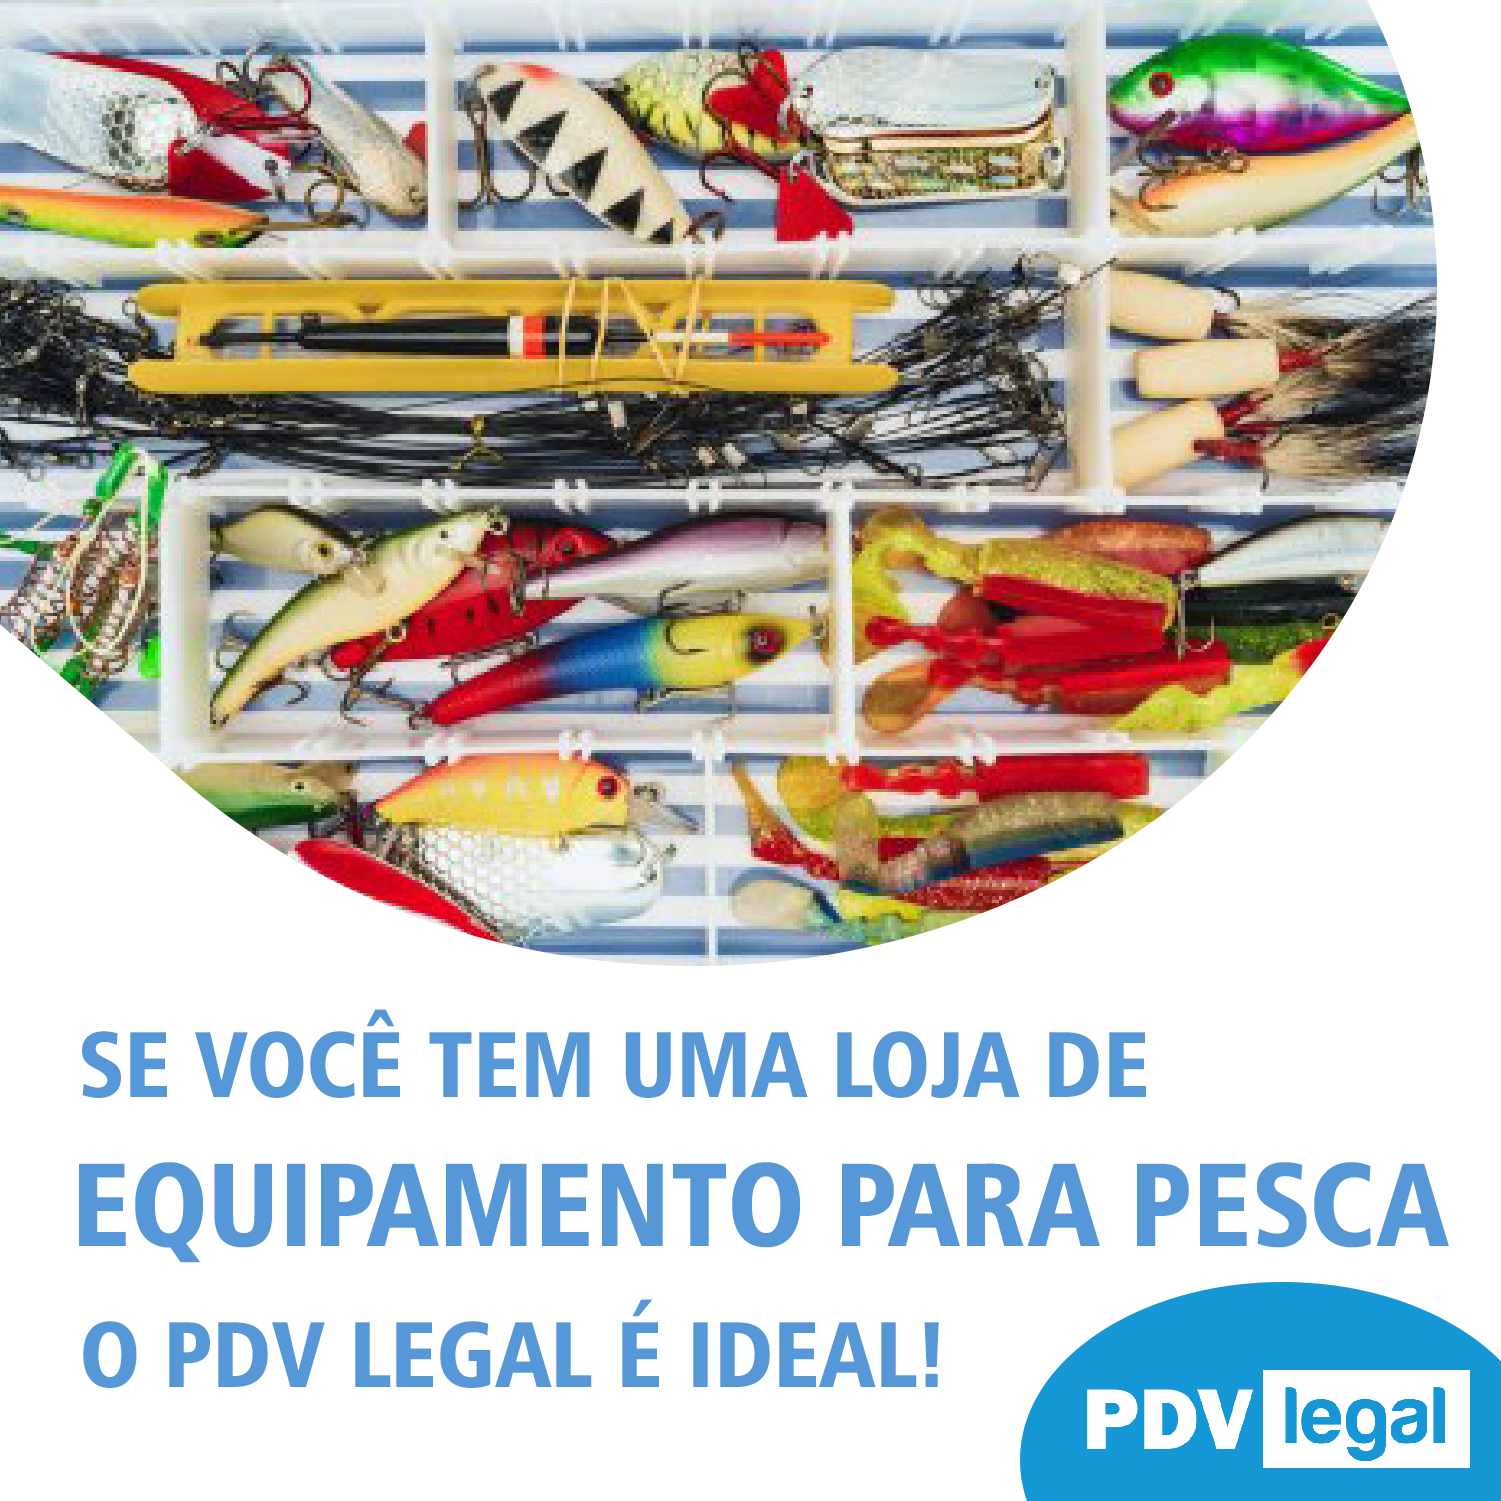 SE VOCÊ TEM UMA LOJA DE
EQUIPAMENTO PARA PESCA
O PDV LEGAL É IDEAL!
PDV legal